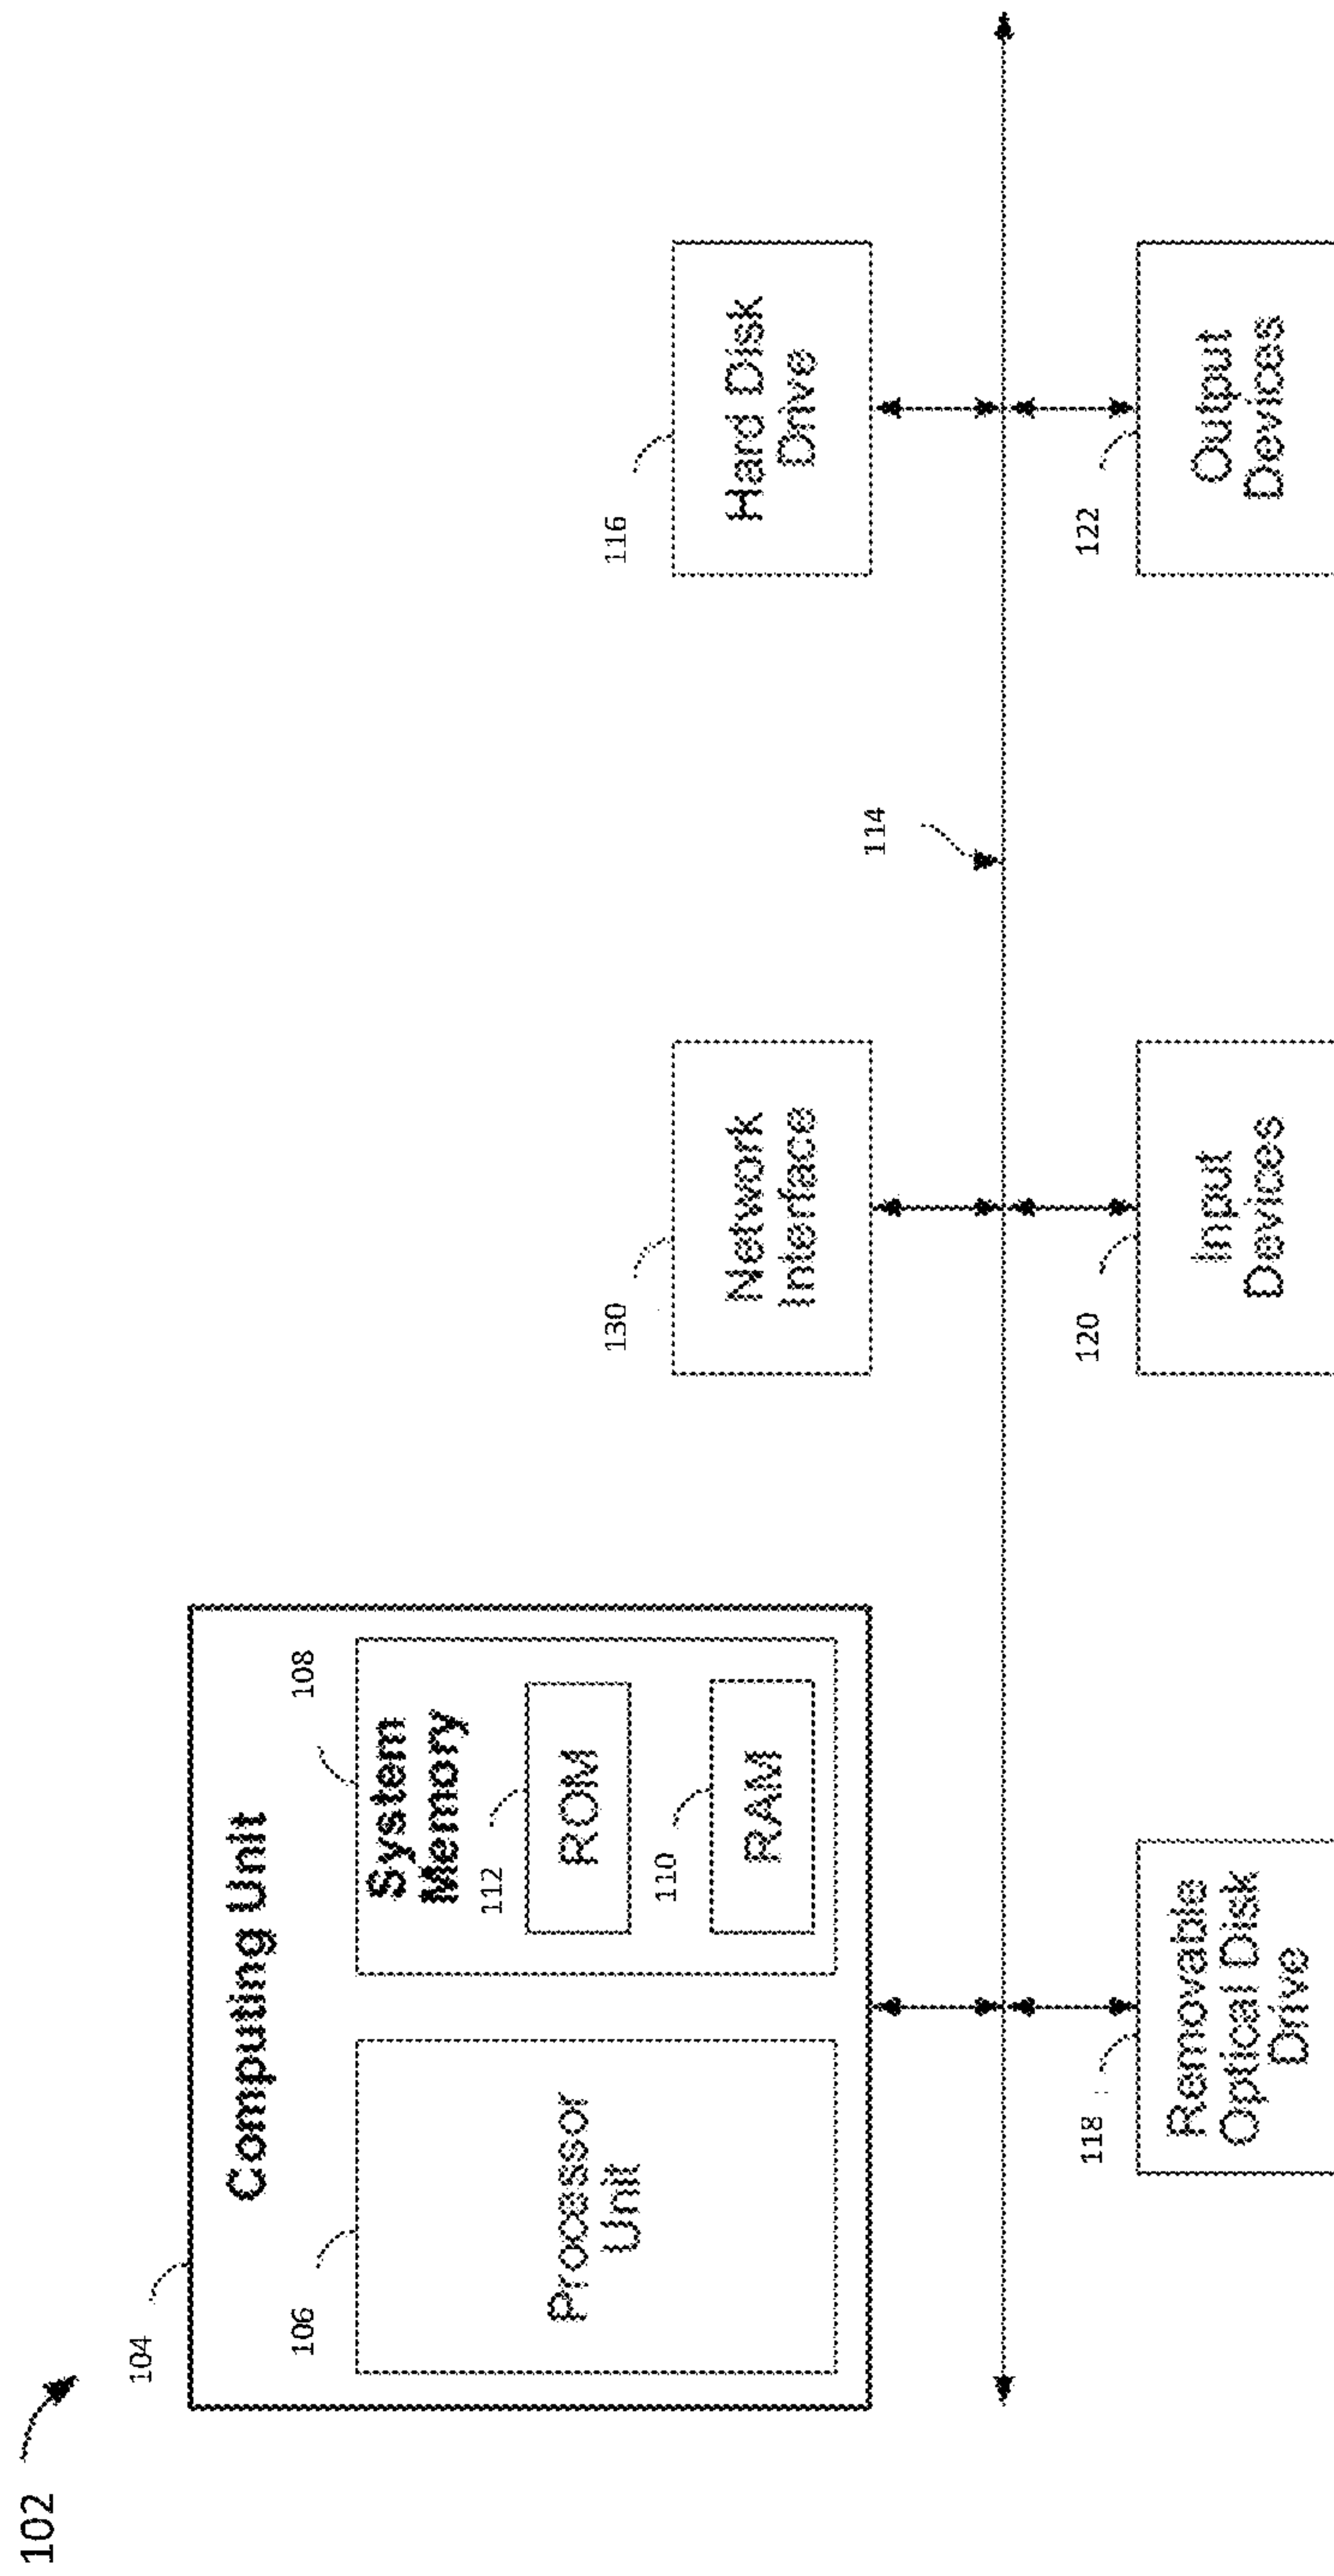 102
104
Computing Unit
106
Processor
Unit
108
System
Memory
112
ROM
110
RAM
130
Network
Interface
116
Hard Disk
Drive
114
118
Removable
Optical Disk
Drive
120
Input
Devices
122
Output
Devices